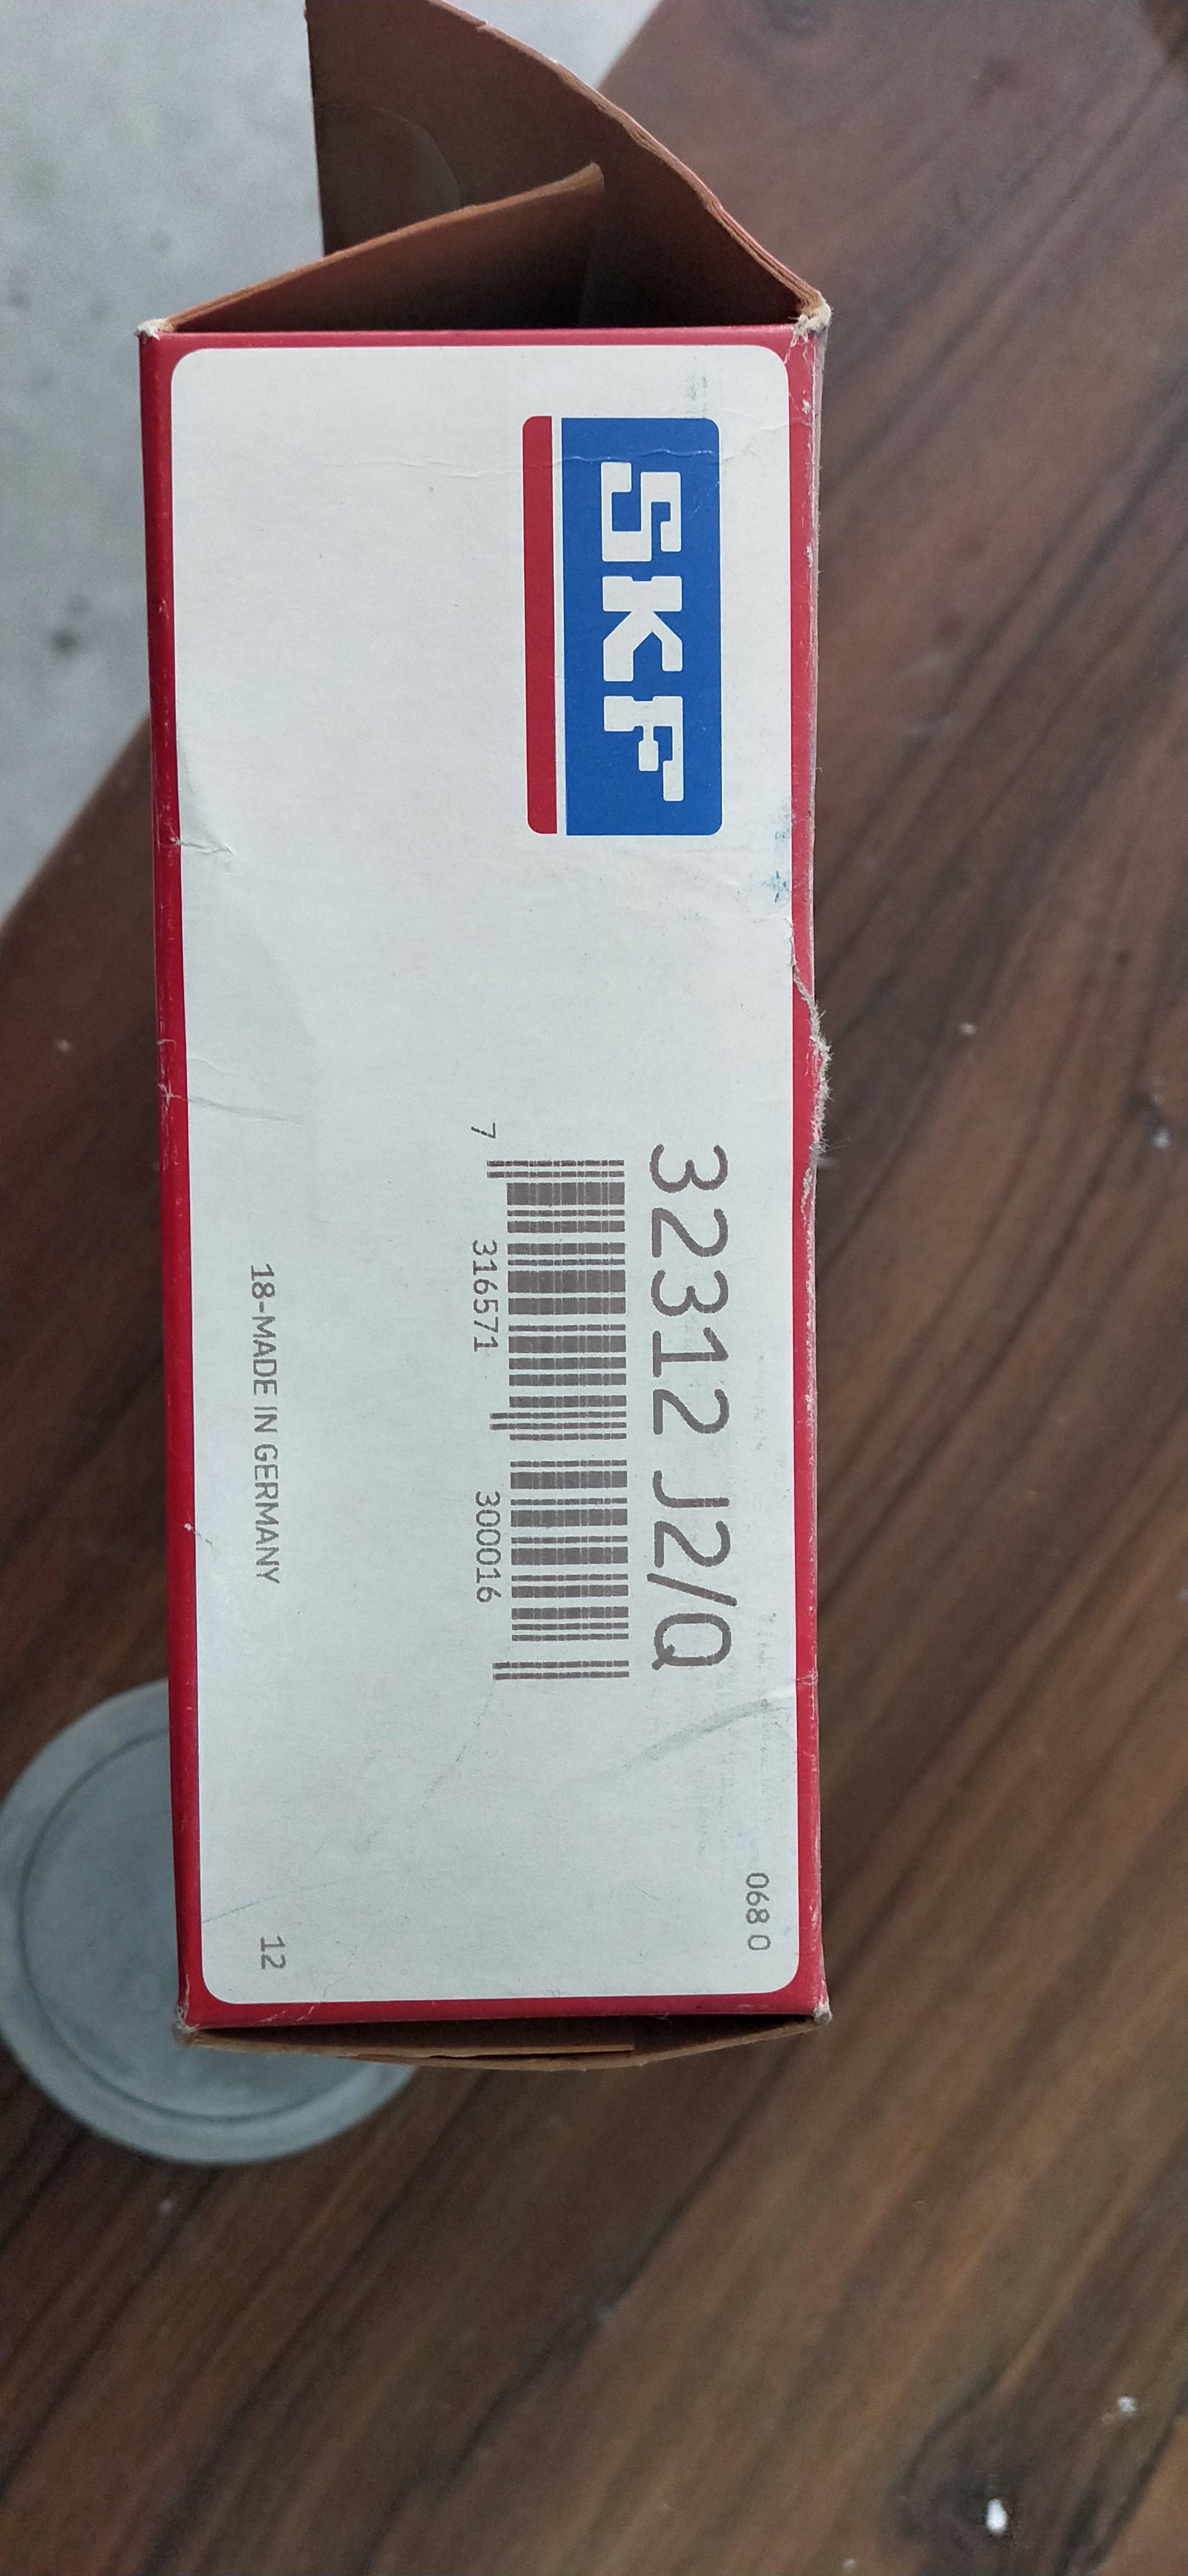 SKF
068 0
32312 J2/Q
7 316571 300016
18-MADE IN GERMANY
12